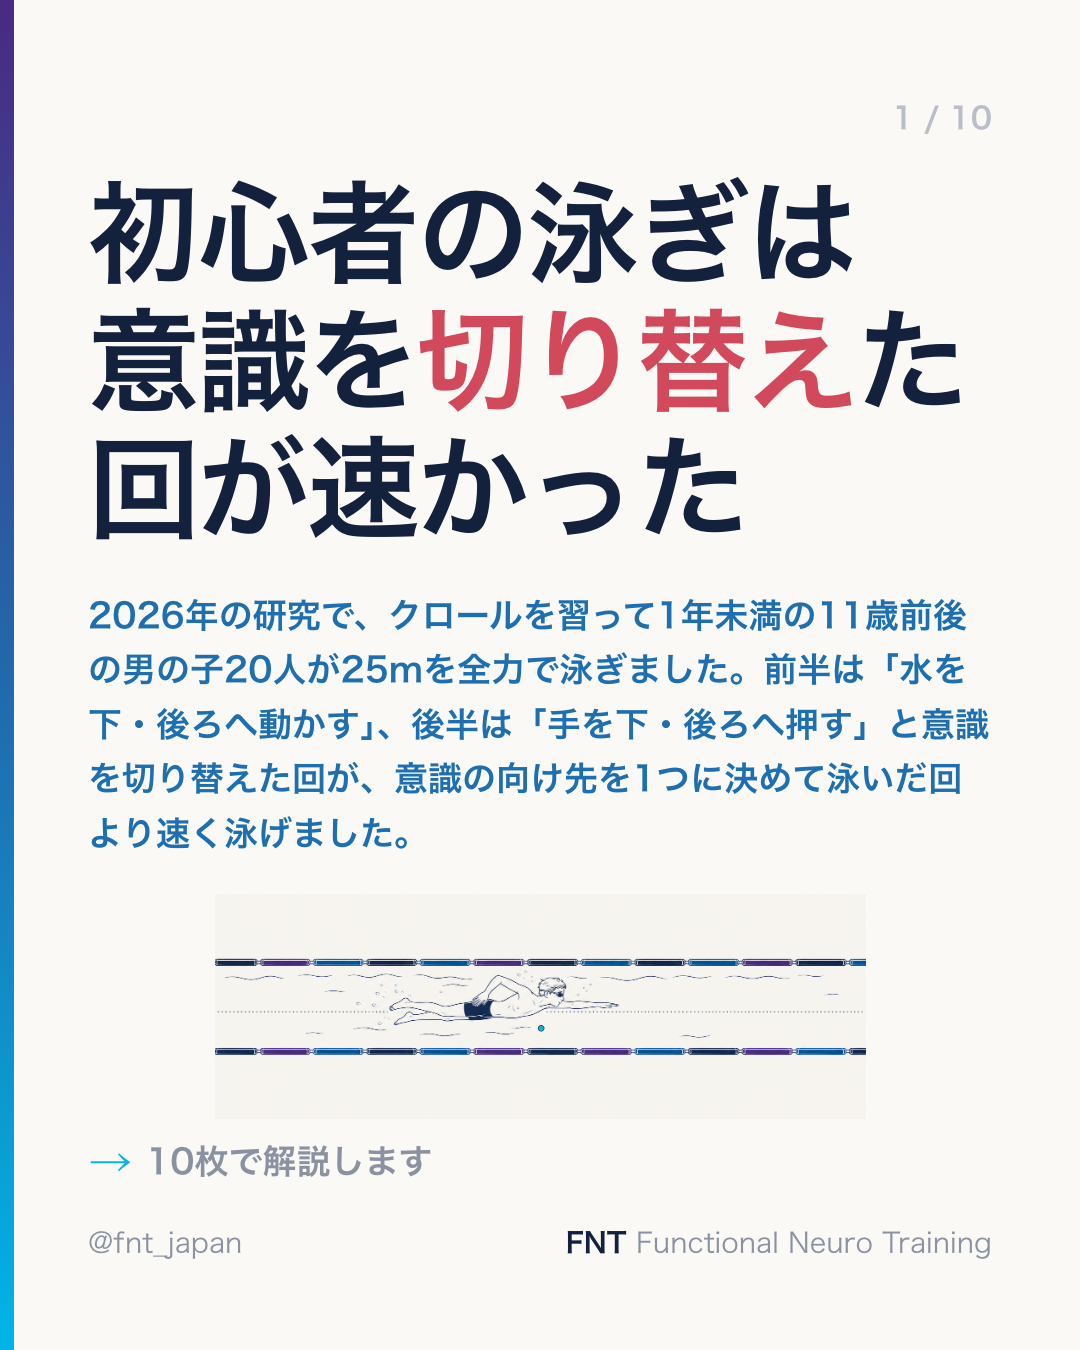 1 / 10
初心者の泳ぎは
意識を切り替えた
回が速かった
2026年の研究で、クロールを習って1年未満の11歳前後
の男の子20人が25mを全力で泳ぎました。前半は「水を
下・後ろへ動かす」、後半は「手を下・後ろへ押す」と意識
を切り替えた回が、意識の向け先を1つに決めて泳いだ回
より速く泳げました。
→ 10枚で解説します
@fnt_japan
FNT Functional Neuro Training